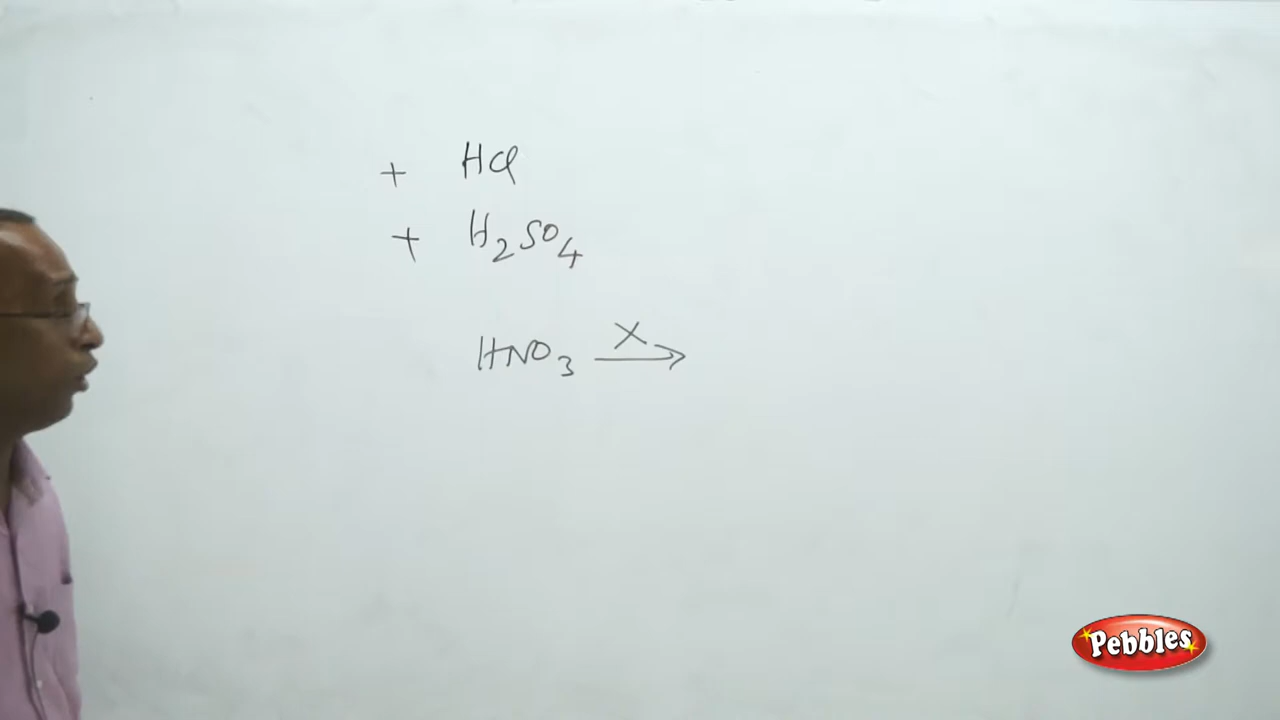 + HCl
+ H₂SO₄
HNO₃ X→
Pebbles